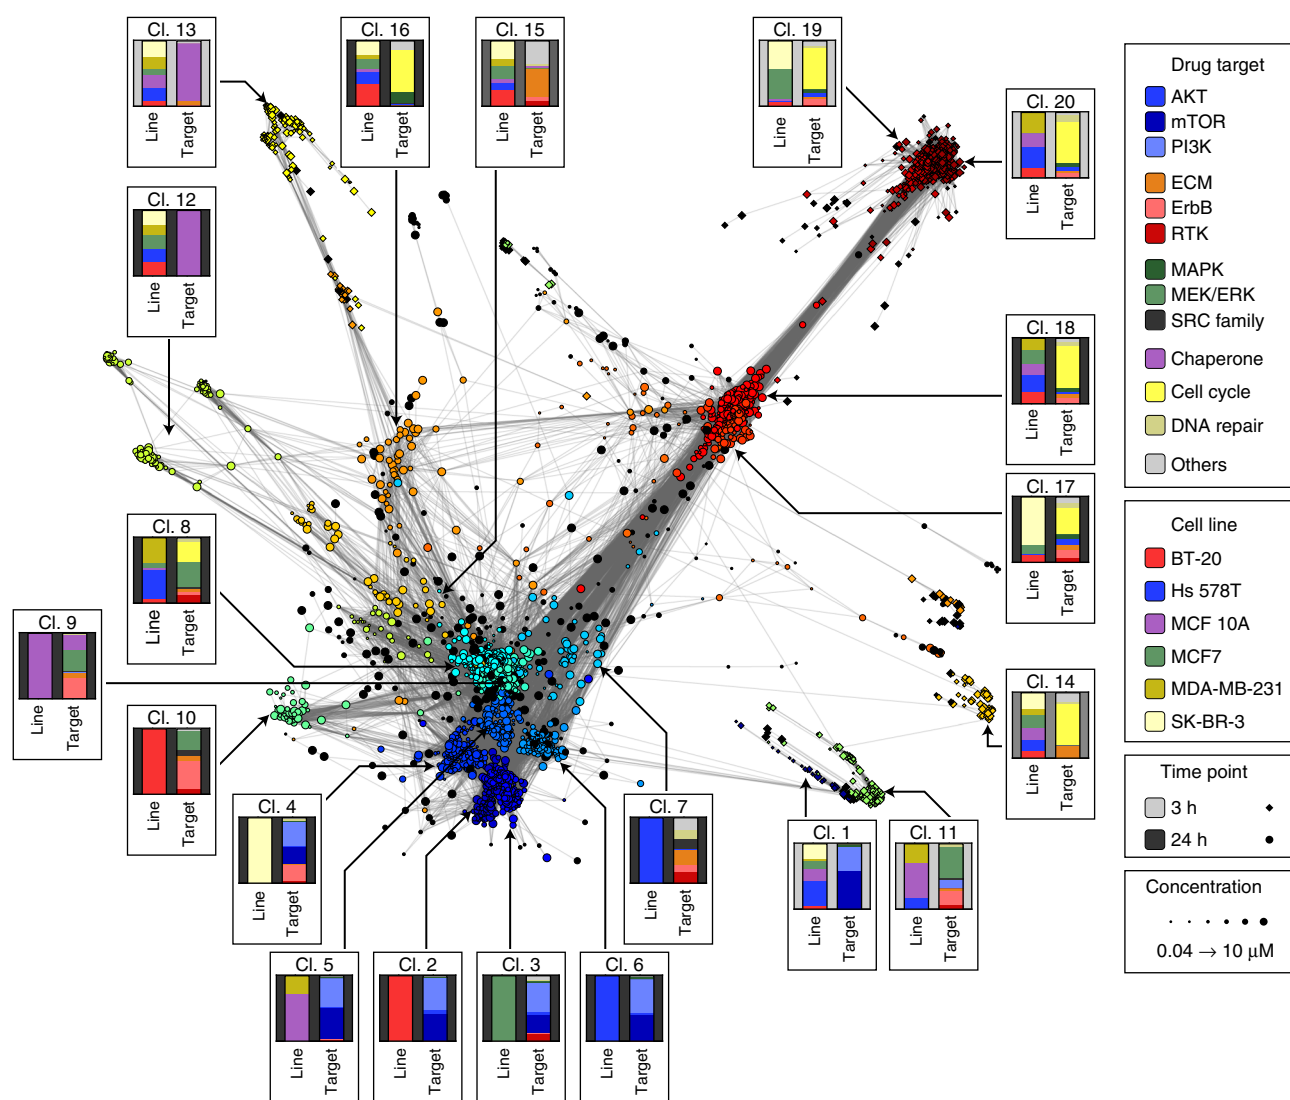 Cl. 13
Line
Target
Cl. 16
Line
Target
Cl. 15
Line
Target
Cl. 19
Line
Target
Cl. 20
Line
Target
Cl. 12
Line
Target
Cl. 18
Line
Target
Cl. 17
Line
Target
Cl. 8
Line
Target
Cl. 9
Line
Target
Cl. 10
Line
Target
Cl. 14
Line
Target
Cl. 4
Line
Target
Cl. 7
Line
Target
Cl. 1
Line
Target
Cl. 11
Line
Target
Cl. 5
Line
Target
Cl. 2
Line
Target
Cl. 3
Line
Target
Cl. 6
Line
Target
Drug target
AKT
mTOR
PI3K
ECM
ErbB
RTK
MAPK
MEK/ERK
SRC family
Chaperone
Cell cycle
DNA repair
Others
Cell line
BT-20
Hs 578T
MCF 10A
MCF7
MDA-MB-231
SK-BR-3
Time point
3 h
24 h
Concentration
0.04 → 10 μM